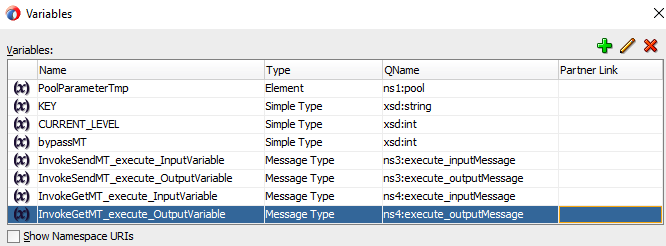 Variables
Variables:
Name Type QName Partner Link
(x) PoolParameterTmp Element ns1:pool
(x) KEY Simple Type xsd:string
(x) CURRENT_LEVEL Simple Type xsd:int
(x) bypassMT Simple Type xsd:int
(x) InvokeSendMT_execute_InputVariable Message Type ns3:execute_inputMessage
(x) InvokeSendMT_execute_OutputVariable Message Type ns3:execute_outputMessage
(x) InvokeGetMT_execute_InputVariable Message Type ns4:execute_inputMessage
(x) InvokeGetMT_execute_OutputVariable Message Type ns4:execute_outputMessage
Show Namespace URIs